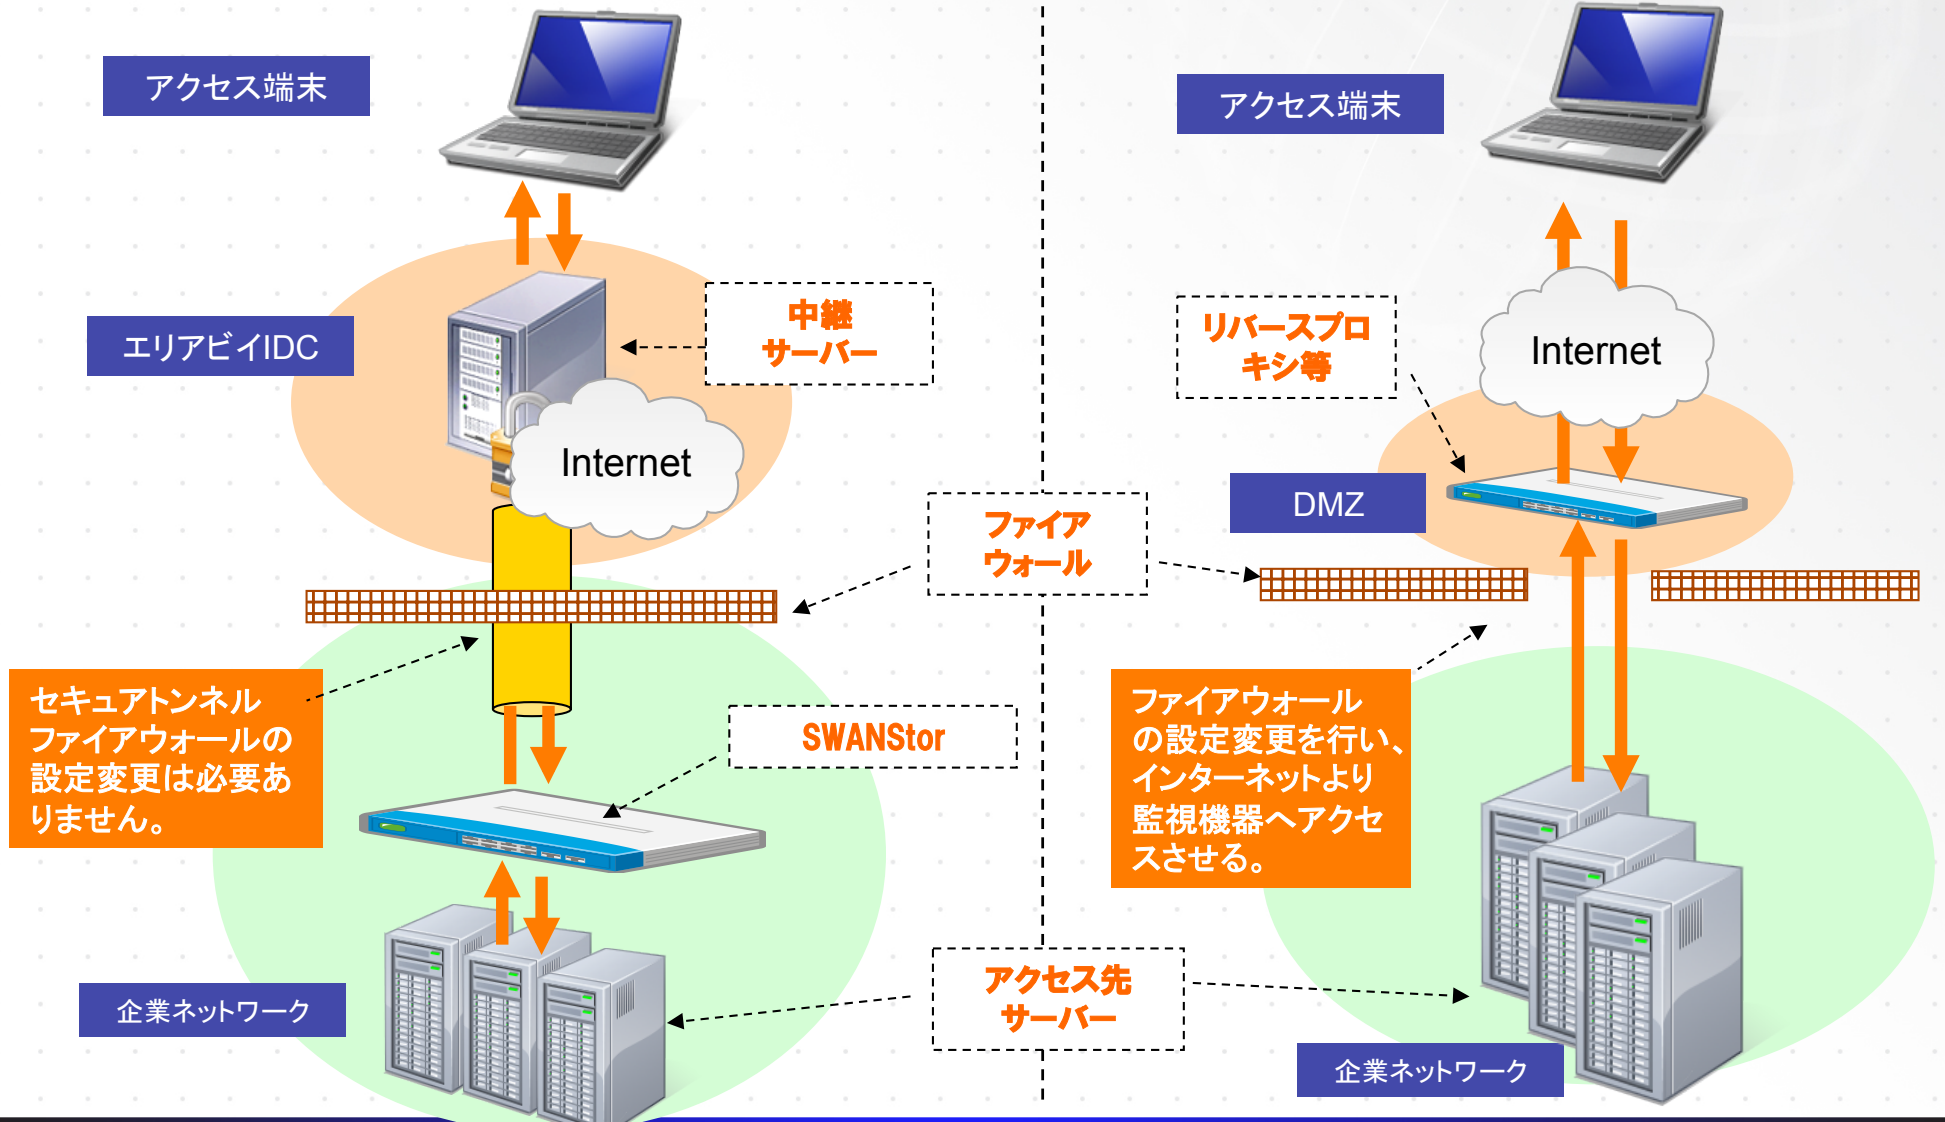 アクセス端末
エリアビイIDC
中継
サーバー
Internet
セキュアトンネル
ファイアウォールの
設定変更は必要あ
りません。
SWANStor
企業ネットワーク
ファイア
ウォール
アクセス先
サーバー
アクセス端末
リバースプロ
キシ等
Internet
DMZ
ファイアウォール
の設定変更を行い、
インターネットより
監視機器へアクセ
スさせる。
企業ネットワーク